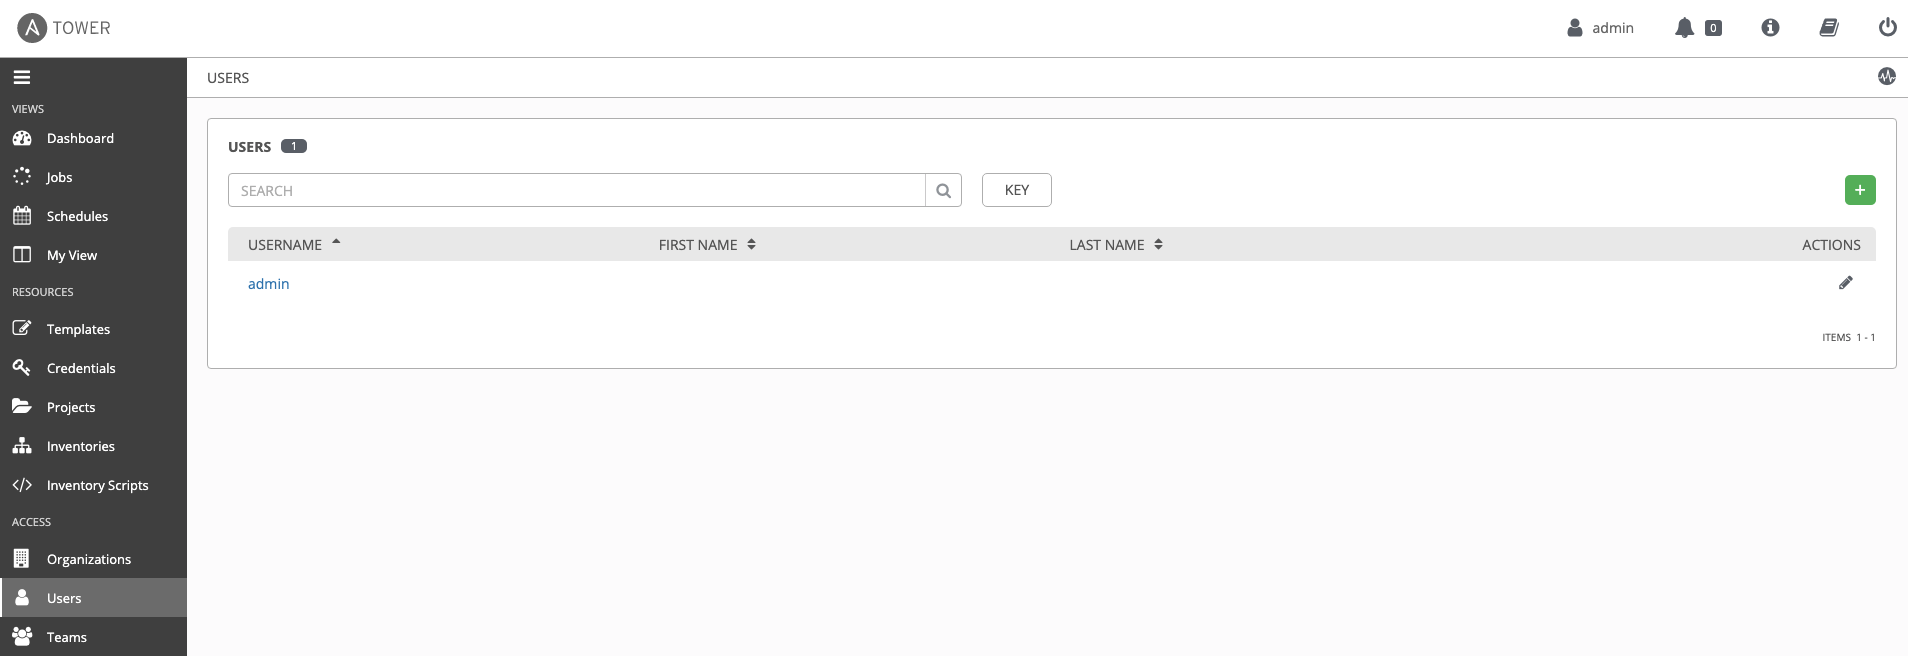 TOWER
admin
0
VIEWS
Dashboard
Jobs
Schedules
My View
RESOURCES
Templates
Credentials
Projects
Inventories
Inventory Scripts
ACCESS
Organizations
Users
Teams
USERS
USERS 1
SEARCH
KEY
USERNAME FIRST NAME LAST NAME ACTIONS
admin
ITEMS 1 - 1